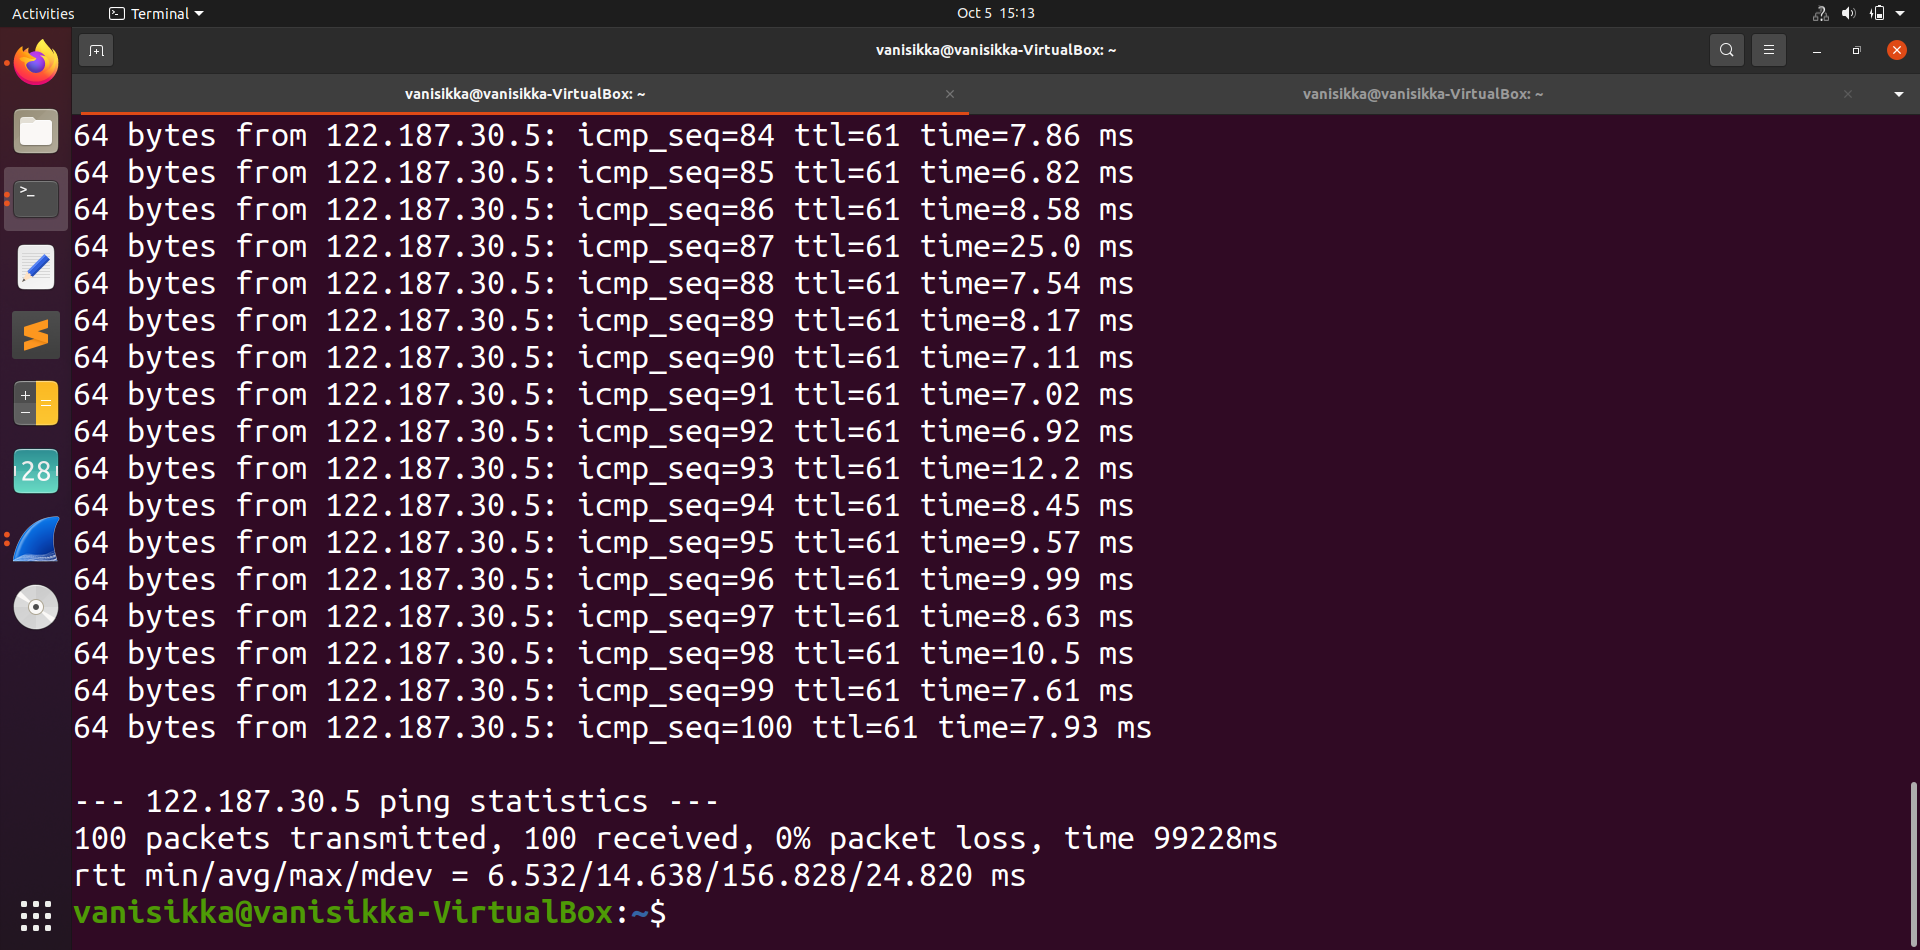 Activities
Terminal
Oct 5 15:13
vanisikka@vanisikka-VirtualBox: ~
vanisikka@vanisikka-VirtualBox: ~
vanisikka@vanisikka-VirtualBox: ~
64 bytes from 122.187.30.5: icmp_seq=84 ttl=61 time=7.86 ms
64 bytes from 122.187.30.5: icmp_seq=85 ttl=61 time=6.82 ms
64 bytes from 122.187.30.5: icmp_seq=86 ttl=61 time=8.58 ms
64 bytes from 122.187.30.5: icmp_seq=87 ttl=61 time=25.0 ms
64 bytes from 122.187.30.5: icmp_seq=88 ttl=61 time=7.54 ms
64 bytes from 122.187.30.5: icmp_seq=89 ttl=61 time=8.17 ms
64 bytes from 122.187.30.5: icmp_seq=90 ttl=61 time=7.11 ms
64 bytes from 122.187.30.5: icmp_seq=91 ttl=61 time=7.02 ms
64 bytes from 122.187.30.5: icmp_seq=92 ttl=61 time=6.92 ms
64 bytes from 122.187.30.5: icmp_seq=93 ttl=61 time=12.2 ms
64 bytes from 122.187.30.5: icmp_seq=94 ttl=61 time=8.45 ms
64 bytes from 122.187.30.5: icmp_seq=95 ttl=61 time=9.57 ms
64 bytes from 122.187.30.5: icmp_seq=96 ttl=61 time=9.99 ms
64 bytes from 122.187.30.5: icmp_seq=97 ttl=61 time=8.63 ms
64 bytes from 122.187.30.5: icmp_seq=98 ttl=61 time=10.5 ms
64 bytes from 122.187.30.5: icmp_seq=99 ttl=61 time=7.61 ms
64 bytes from 122.187.30.5: icmp_seq=100 ttl=61 time=7.93 ms
--- 122.187.30.5 ping statistics ---
100 packets transmitted, 100 received, 0% packet loss, time 99228ms
rtt min/avg/max/mdev = 6.532/14.638/156.828/24.820 ms
vanisikka@vanisikka-VirtualBox:~$
28